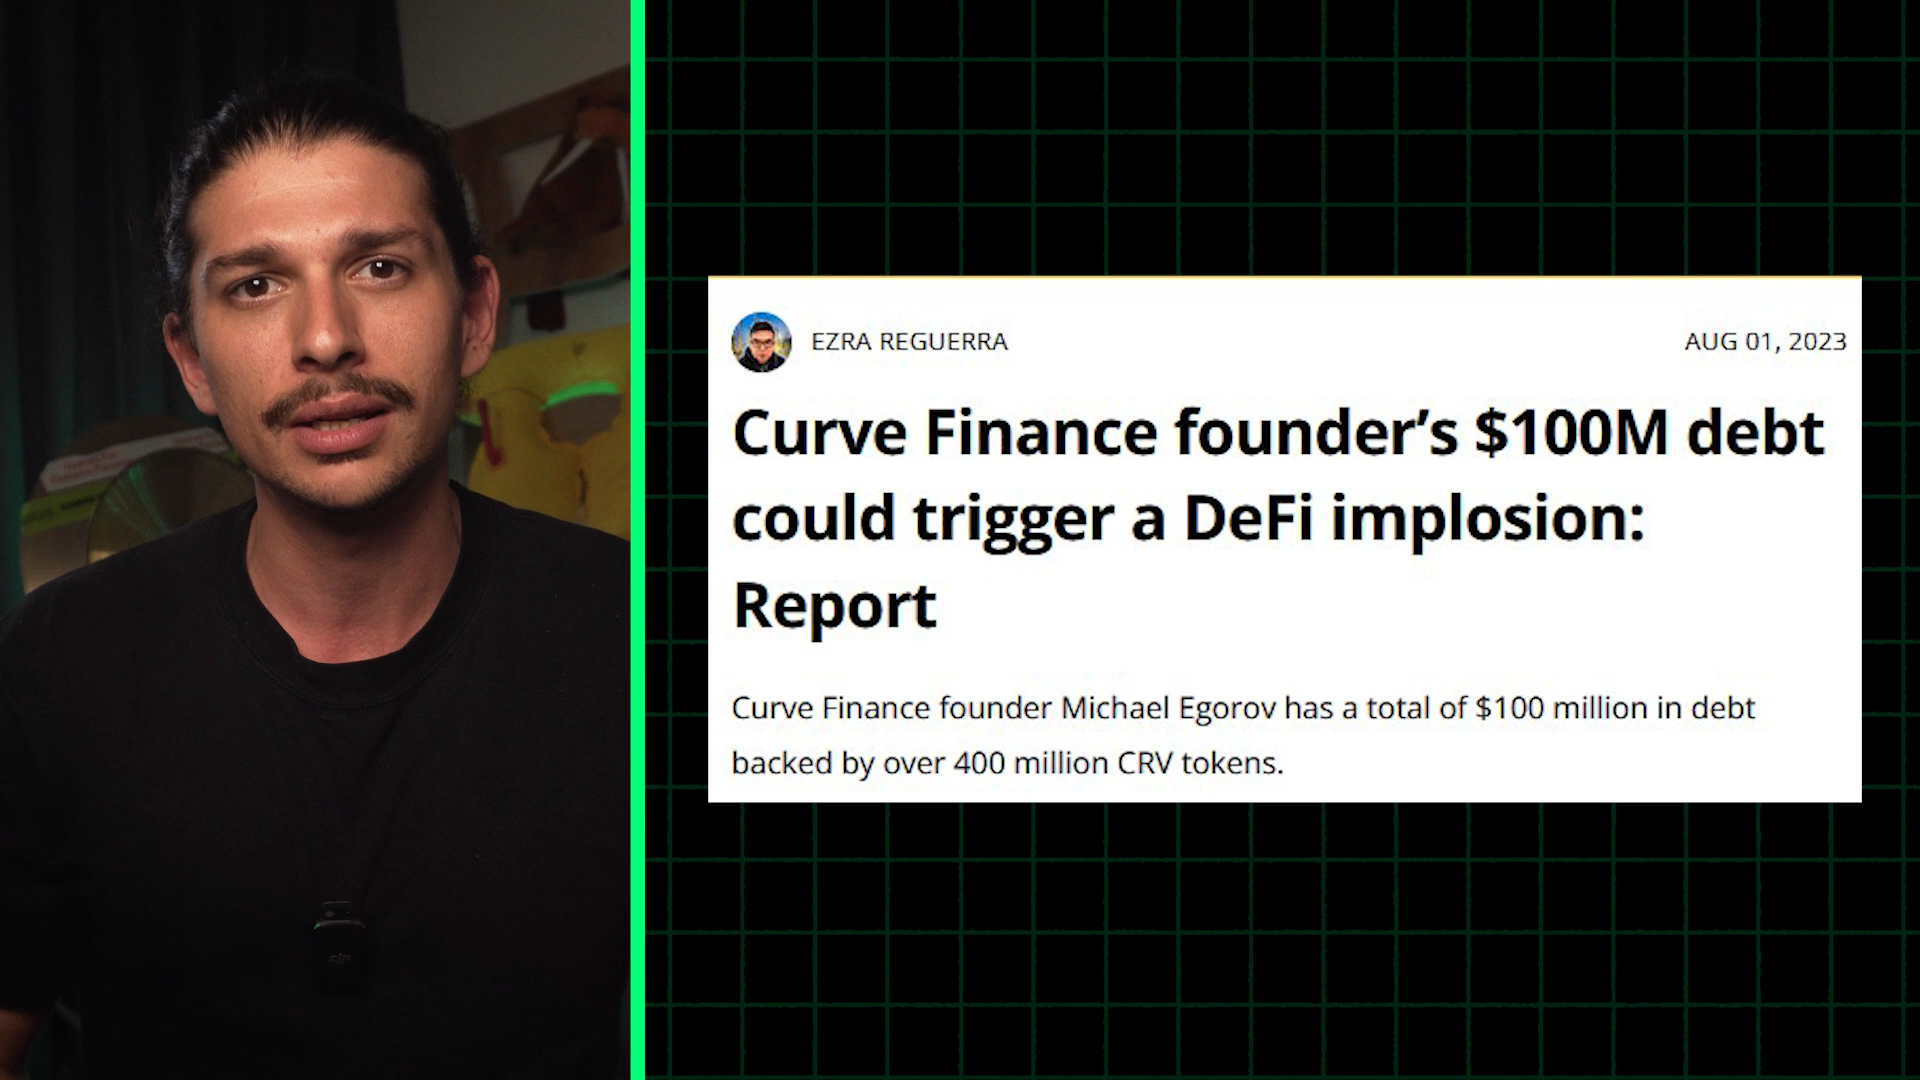 EZRA REGUERRA
AUG 01, 2023
Curve Finance founder’s $100M debt
could trigger a DeFi implosion:
Report
Curve Finance founder Michael Egorov has a total of $100 million in debt
backed by over 400 million CRV tokens.
dji